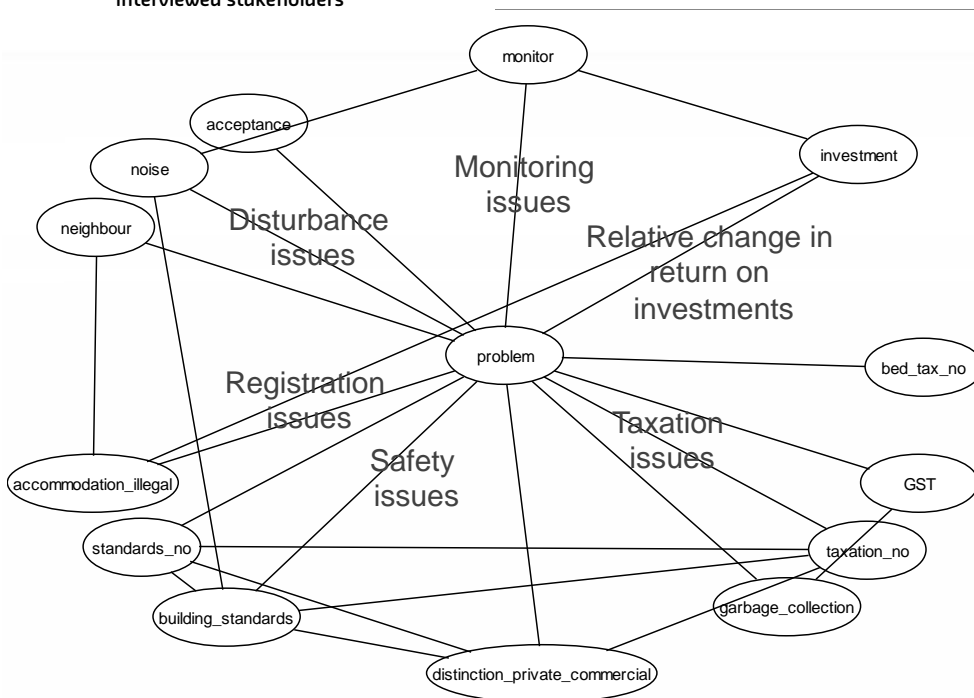 Interviewed stakeholders
monitor
acceptance
noise
investment
Monitoring
issues
neighbour
Disturbance
issues
Relative change in
return on
investments
problem
bed_tax_no
Registration
issues
Taxation
issues
Safety
issues
accommodation_illegal
GST
standards_no
taxation_no
building_standards
garbage_collection
distinction_private_commercial